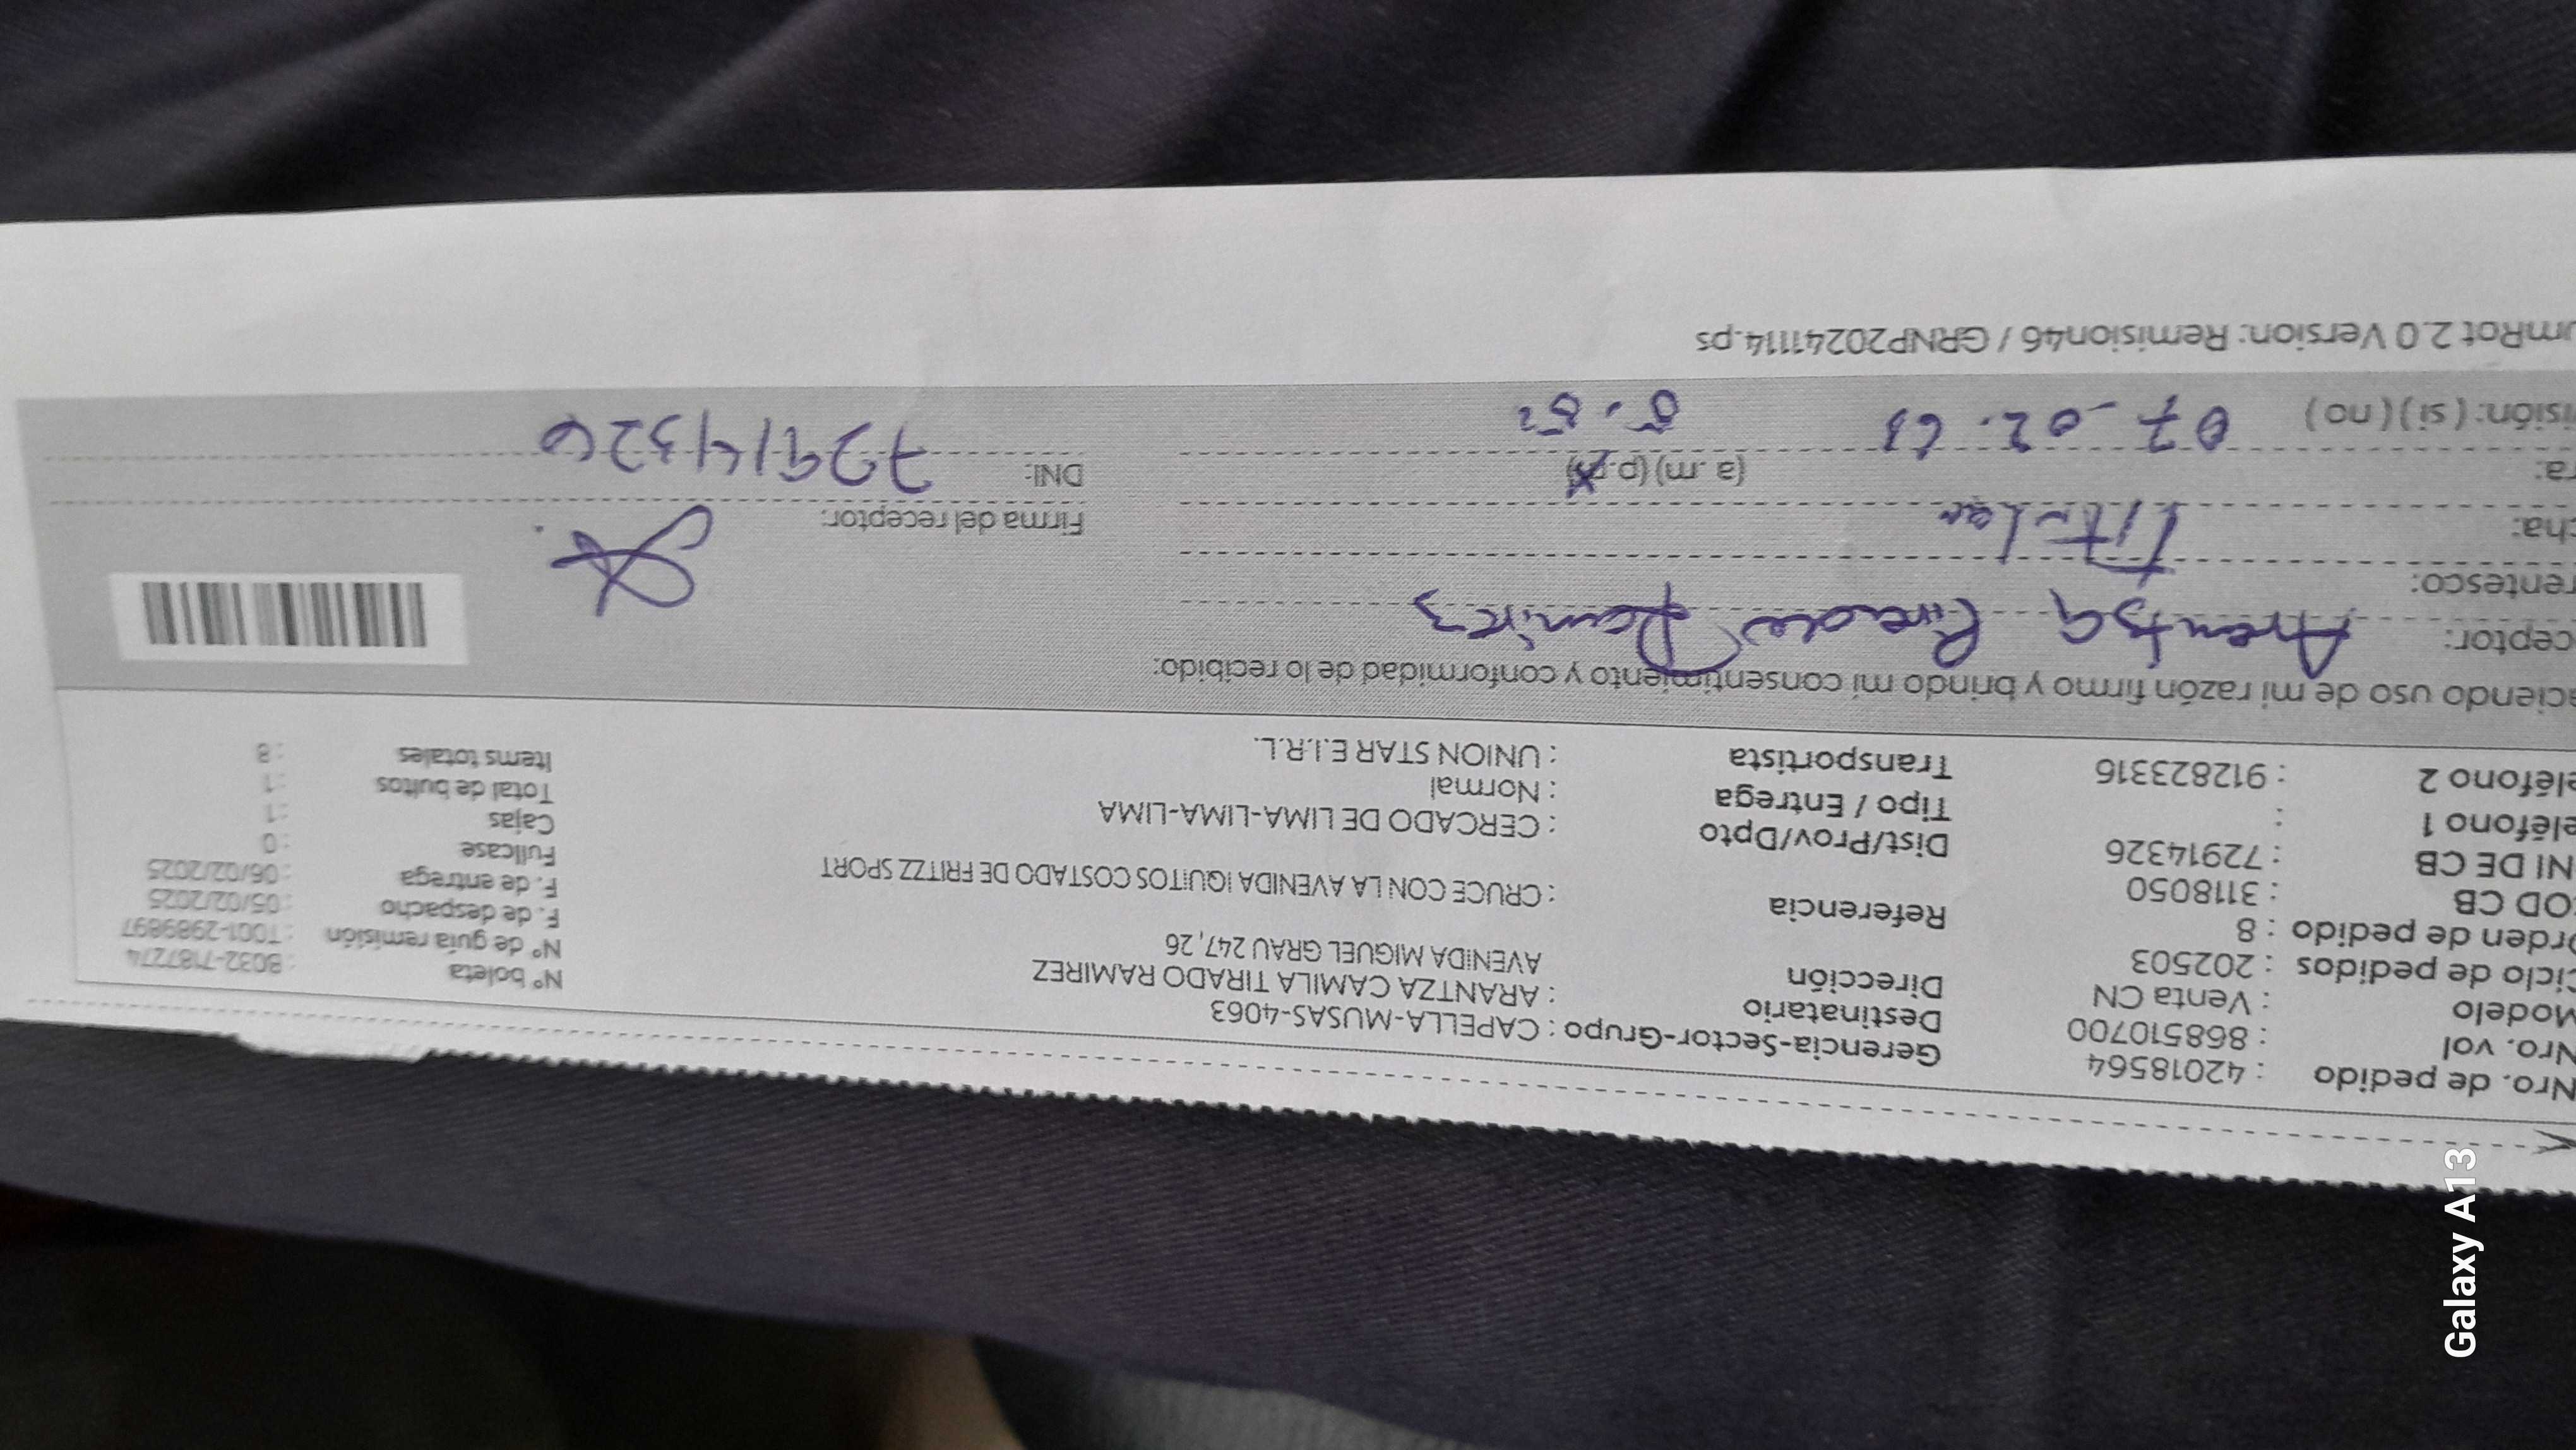 Nro. de pedido : 42018564
Nro. vol : 868510700
Modelo : Venta CN
Ciclo de pedidos : 202503
Orden de pedido : 8
COD CB : 3118050
NI DE CB : 72914326
eléfono 1 :
eléfono 2 : 912823316
Gerencia-Sector-Grupo : CAPELLA-MUSAS-4063
Destinatario : ARANTZA CAMILA TIRADO RAMIREZ
Dirección AVENIDA MIGUEL GRAU 247, 26
Referencia : CRUCE CON LA AVENIDA IQUITOS COSTADO DE FRITZZ SPORT
Dist/Prov/Dpto : CERCADO DE LIMA-LIMA-LIMA
Tipo / Entrega : Normal
Transportista : UNION STAR E.I.R.L.
Nº boleta : B032-7187274
Nº de guía remisión : T001-2989897
F. de despacho : 05/02/2025
F. de entrega : 06/02/2025
Fullcase : 0
Cajas : 1
Total de bultos : 1
Items totales : 8
aciendo uso de mi razón firmo y brindo mi consentimiento y conformidad de lo recibido:
ceptor: Arantza Ramirez
rentesco: Titular
cha:
ra: (a .m) (p.m)
isión: ( si ) ( no ) 07-02.
Firma del receptor:
DNI: 72914326
umRot 2.0 Version: Remision46 / GRNP20241114.ps
Galaxy A13